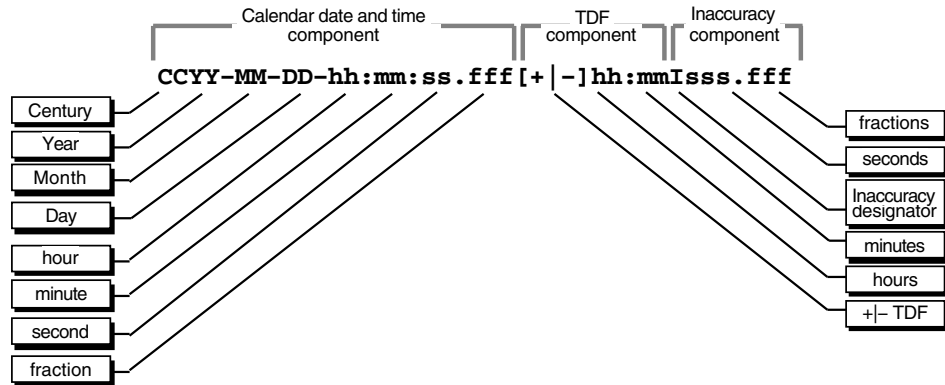 Calendar date and time
component
TDF
component
Inaccuracy
component
CCYY-MM-DD-hh:mm:ss.fff[+|-]hh:mmIsss.fff
Century
Year
Month
Day
hour
minute
second
fraction
fractions
seconds
Inaccuracy
designator
minutes
hours
+|– TDF